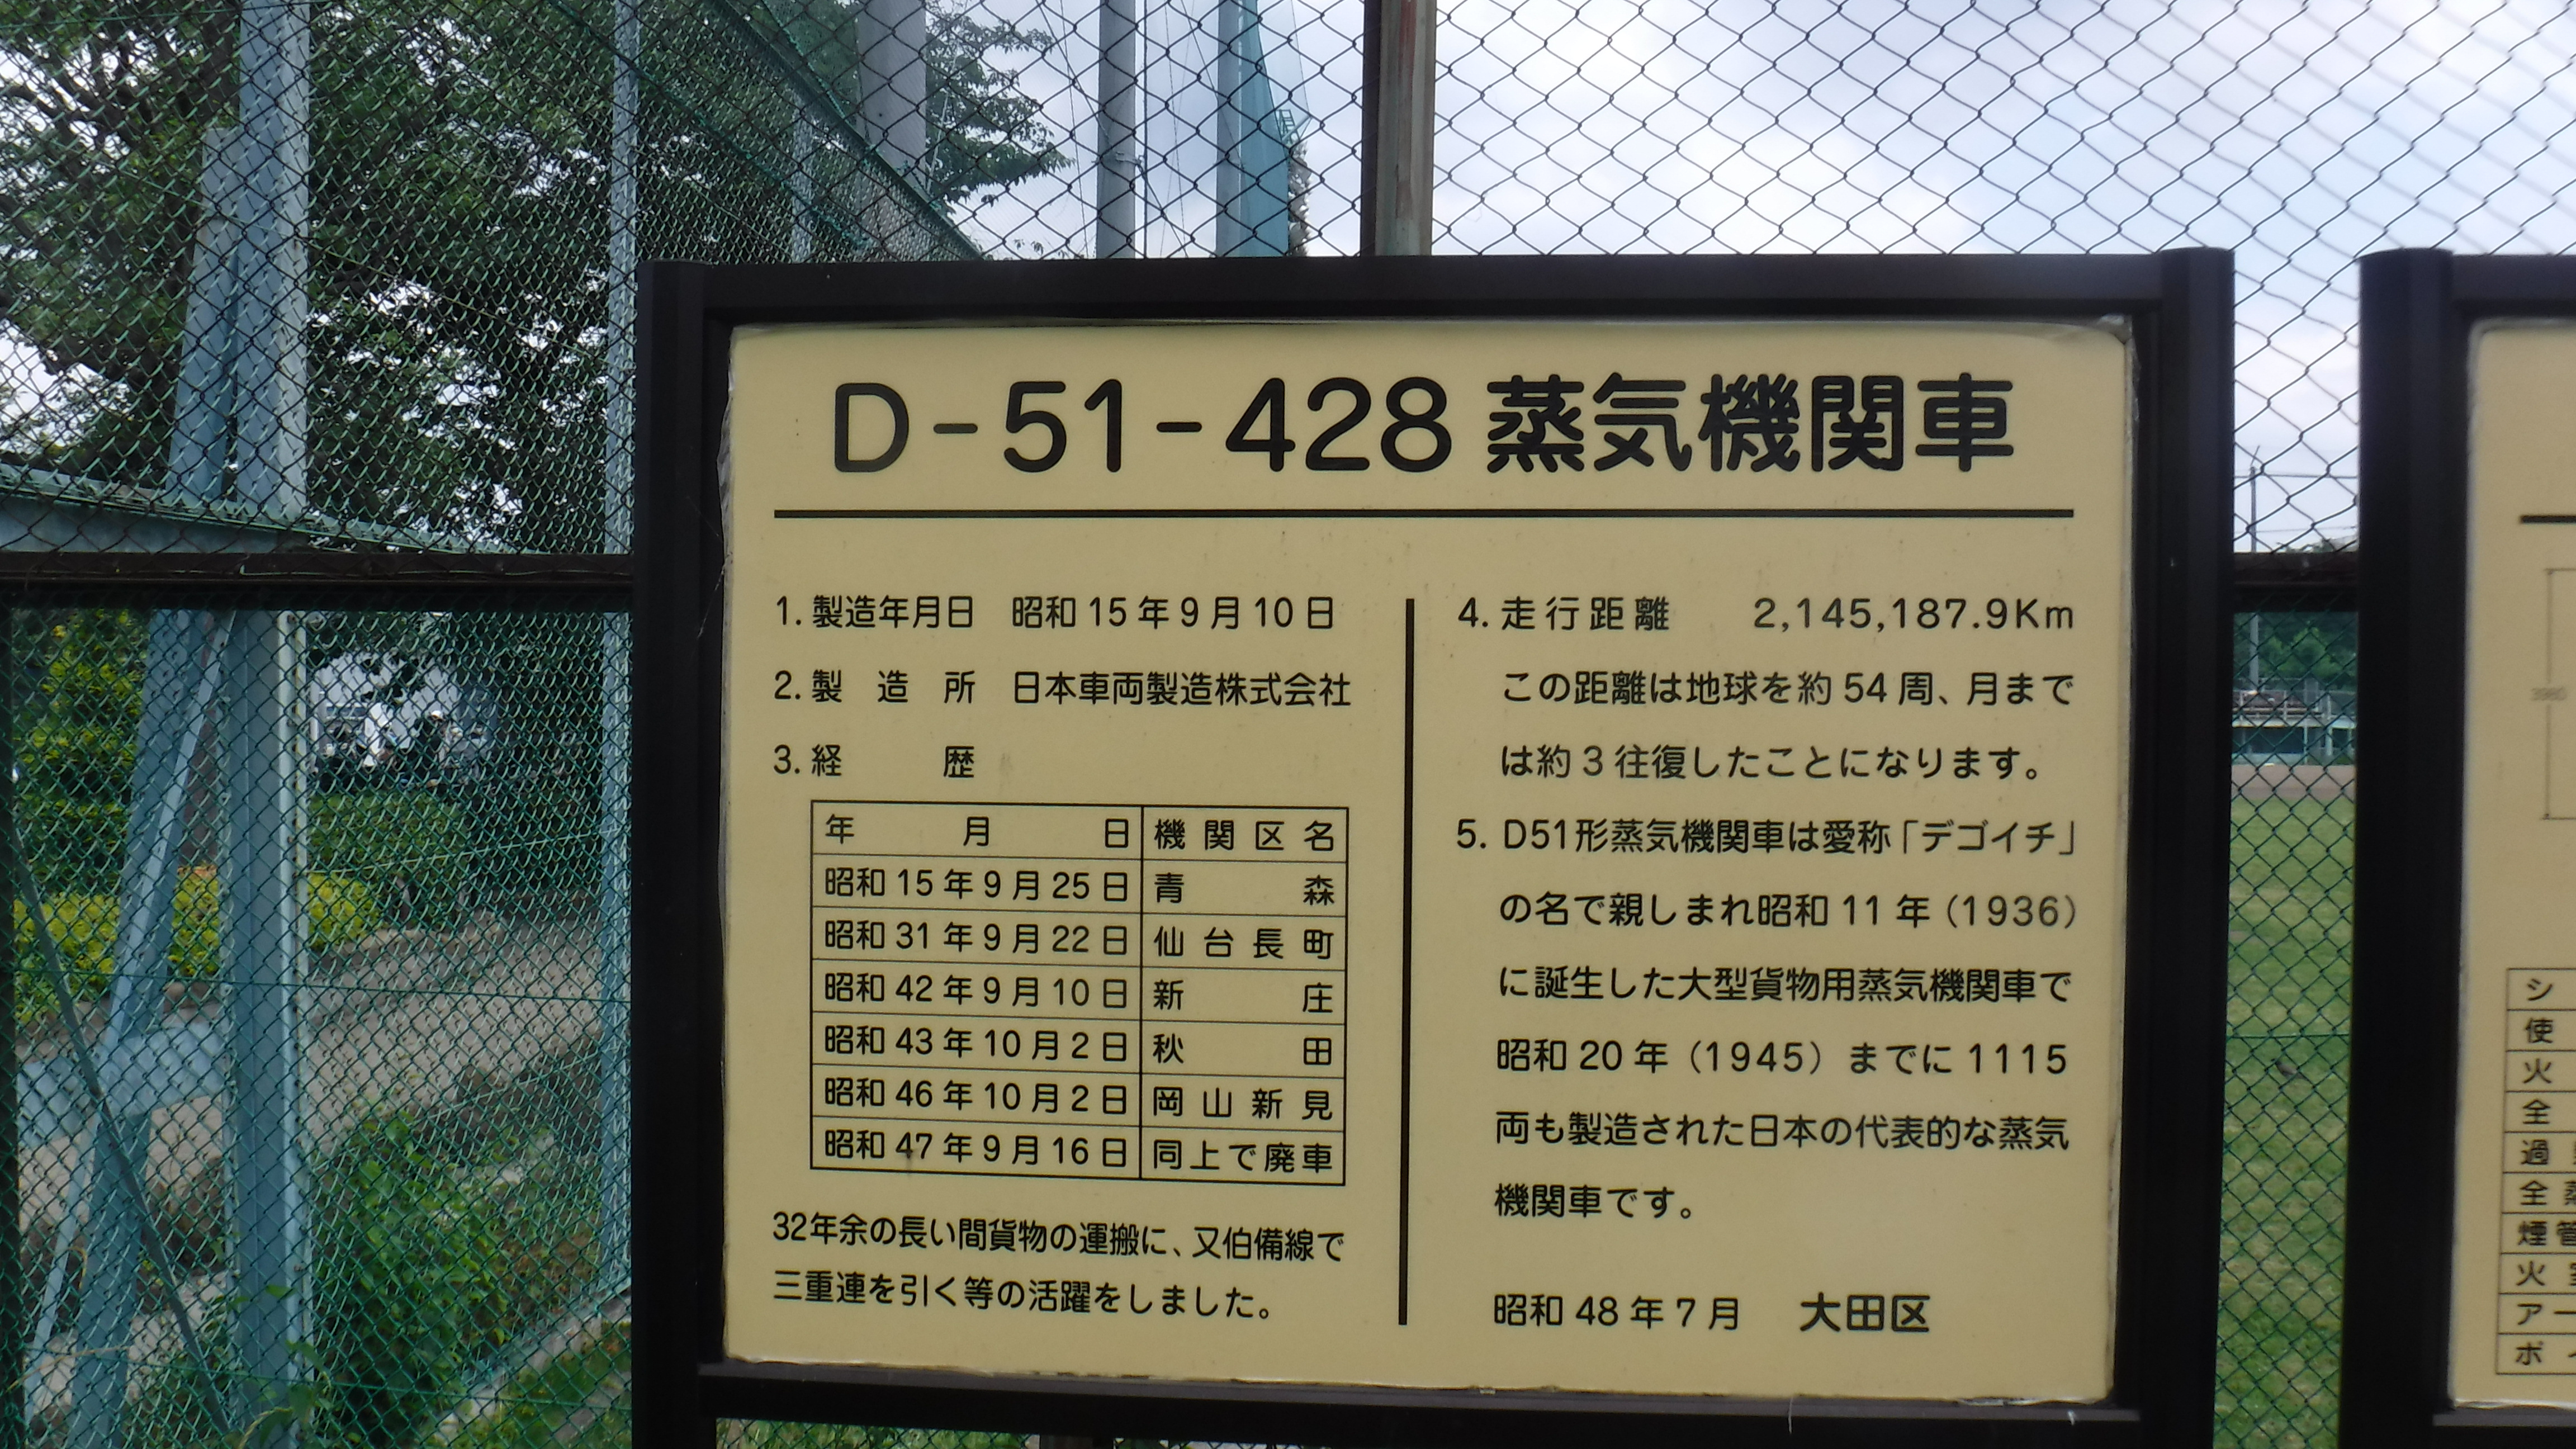 D-51-428 蒸気機関車
1. 製造年月日 昭和15年9月10日
2. 製造所 日本車両製造株式会社
3. 経歴
年月日 機関区名
昭和15年9月25日 青森
昭和31年9月22日 仙台長町
昭和42年9月10日 新庄
昭和43年10月2日 秋田
昭和46年10月2日 岡山新見
昭和47年9月16日 同上で廃車
32年余の長い間貨物の運搬に、又伯備線で
三重連を引く等の活躍をしました。
4. 走行距離 2,145,187.9Km
この距離は地球を約54周、月まで
は約3往復したことになります。
5. D51形蒸気機関車は愛称「デゴイチ」
の名で親しまれ昭和11年(1936)
に誕生した大型貨物用蒸気機関車で
昭和20年(1945)までに1115
両も製造された日本の代表的な蒸気
機関車です。
昭和48年7月 大田区
シ
使
火
全
過
全
煙管
火
ア
ボ